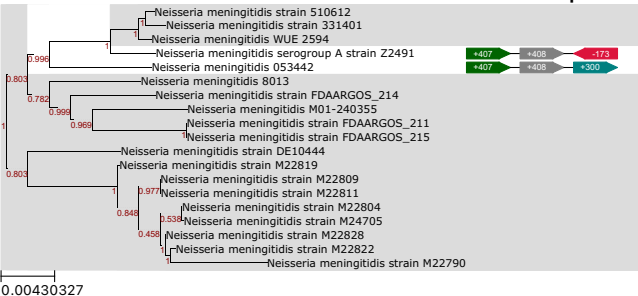 Neisseria meningitidis strain 510612
1
Neisseria meningitidis strain 331401
Neisseria meningitidis WUE 2594
1
Neisseria meningitidis serogroup A strain Z2491 +407 +408 -173
0.996
Neisseria meningitidis 053442 +407 +408 +300
0.803
Neisseria meningitidis 8013
Neisseria meningitidis strain FDAARGOS_214
0.782
Neisseria meningitidis M01-240355
0.999
Neisseria meningitidis strain FDAARGOS_211
0.969
1
Neisseria meningitidis strain FDAARGOS_215
1
Neisseria meningitidis strain DE10444
Neisseria meningitidis strain M22819
0.803
Neisseria meningitidis strain M22809
0.977
Neisseria meningitidis strain M22811
1
Neisseria meningitidis strain M22804
0.848
0.538
Neisseria meningitidis strain M24705
0.458
Neisseria meningitidis strain M22828
1
Neisseria meningitidis strain M22822
1
Neisseria meningitidis strain M22790
0.00430327